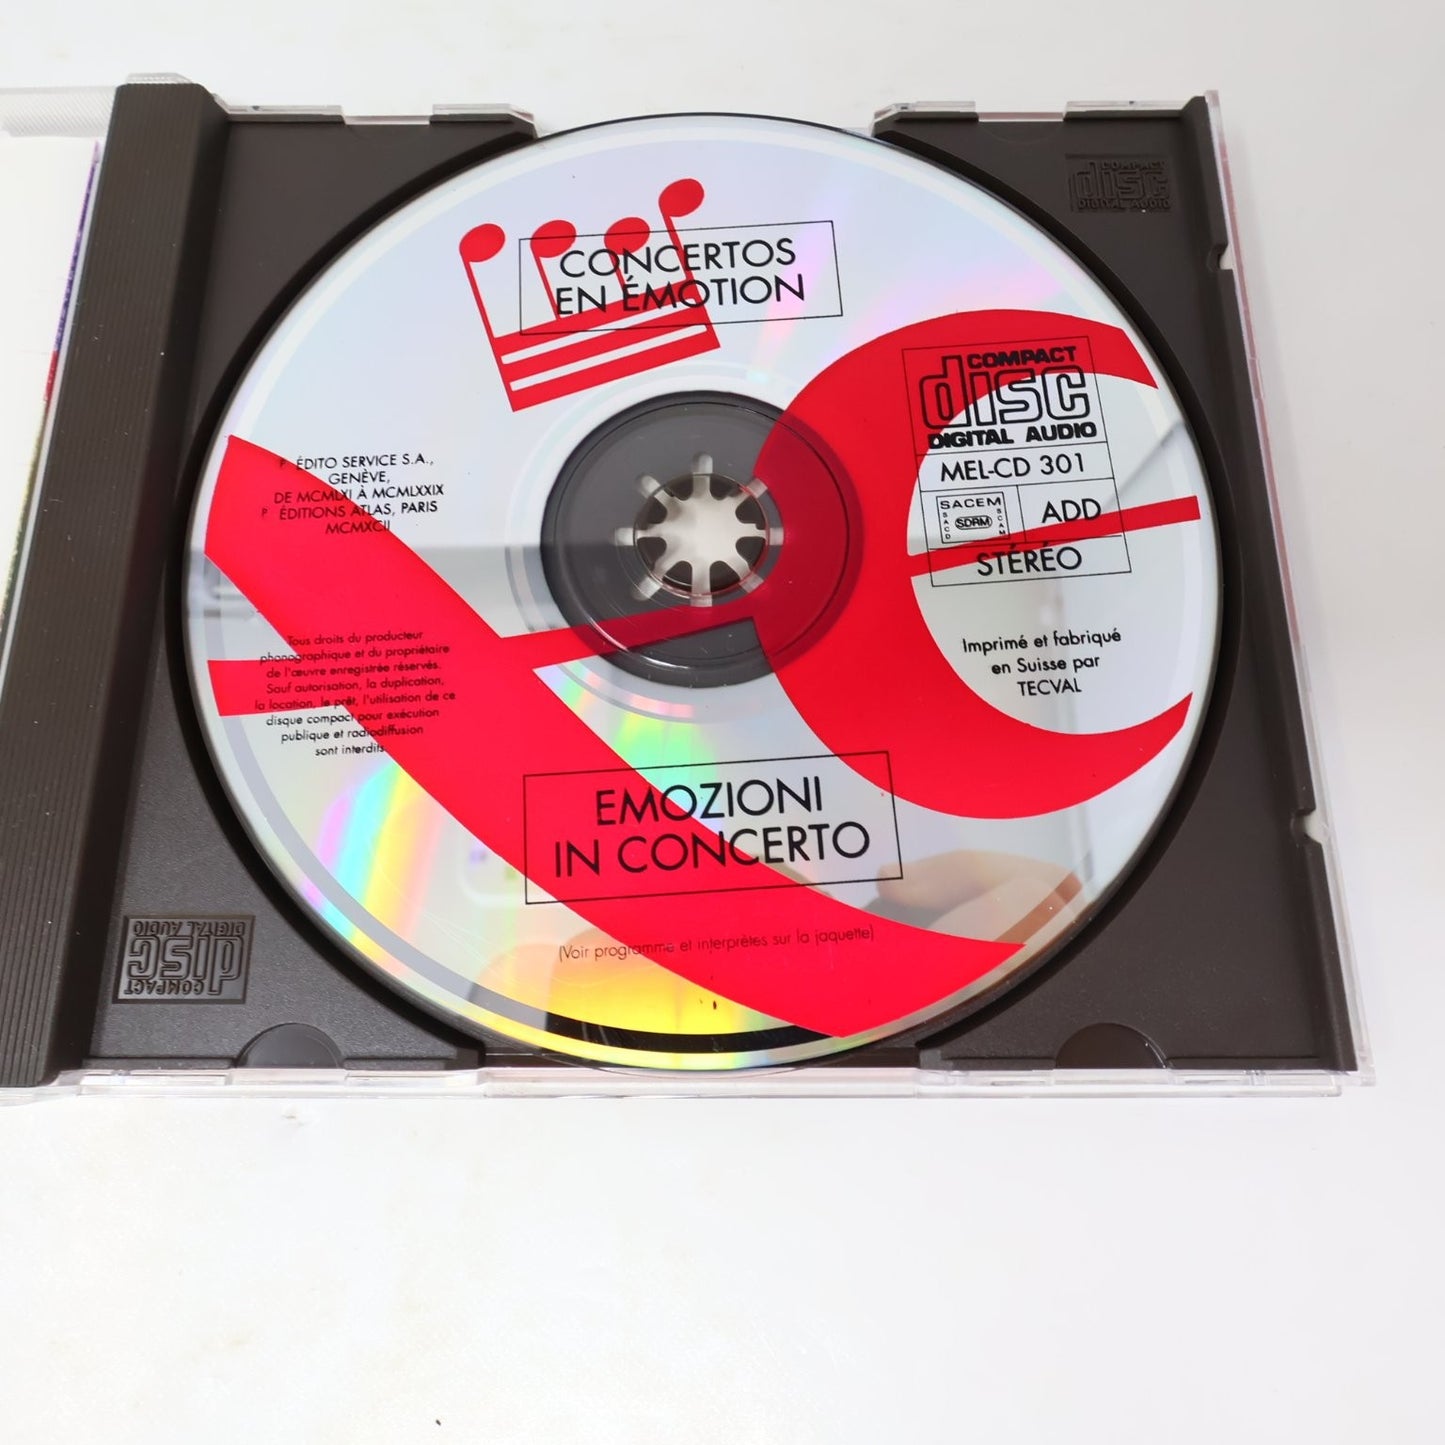 COMPACT
disc
DIGITAL AUDIO
CONCERTOS
EN ÉMOTION
COMPACT
disc
DIGITAL AUDIO
MEL-CD 301
SACEM
SACD
SDRM
SCAM
ADD
STÉRÉO
℗ ÉDITO SERVICE S.A.,
GENÈVE,
DE MCMLXI À MCMLXXIX
℗ ÉDITIONS ATLAS, PARIS
MCMXCII
Tous droits du producteur
phonographique et du propriétaire
de l'œuvre enregistrée réservés.
Sauf autorisation, la duplication,
la location, le prêt, l'utilisation de ce
disque compact pour exécution
publique et radiodiffusion
sont interdits.
Imprimé et fabriqué
en Suisse par
TECVAL
EMOZIONI
IN CONCERTO
(Voir programme et interprètes sur la jaquette)
COMPACT
disc
DIGITAL AUDIO